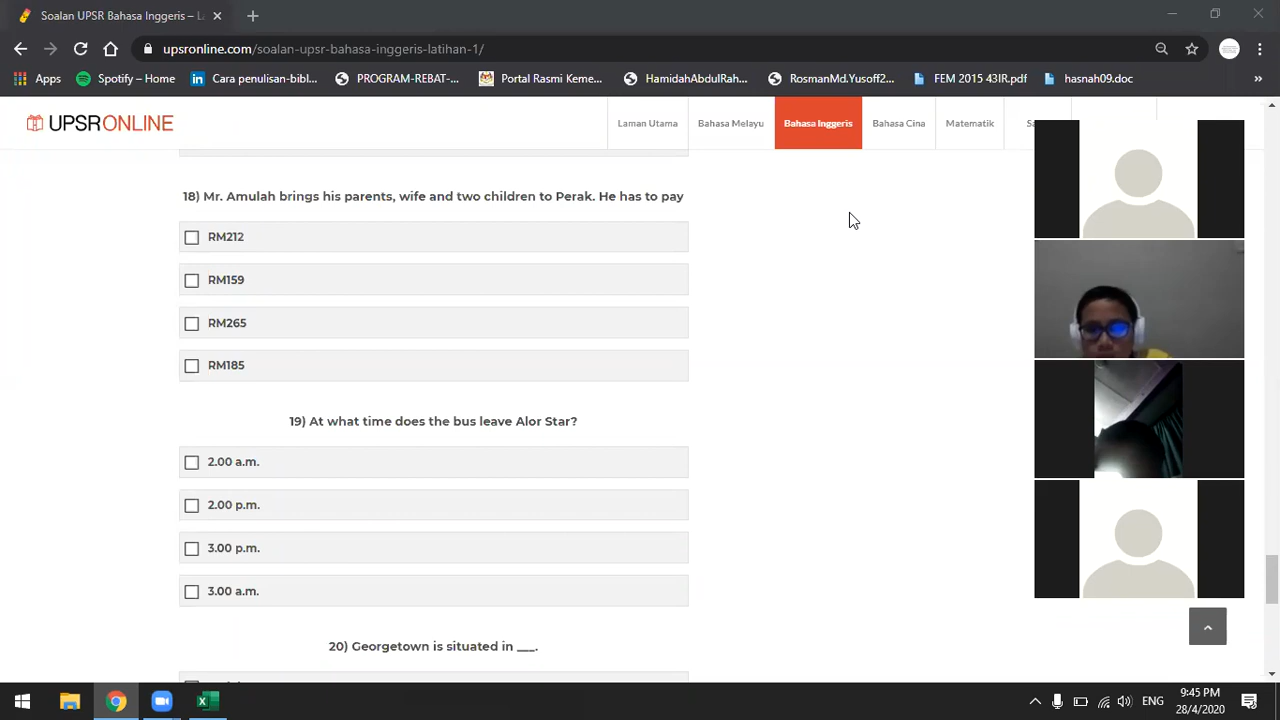 Soalan UPSR Bahasa Inggeris – L
upsronline.com/soalan-upsr-bahasa-inggeris-latihan-1/
Apps
Spotify – Home
Cara penulisan-bibl...
PROGRAM-REBAT-...
Portal Rasmi Keme...
HamidahAbdulRah...
RosmanMd.Yusoff2...
FEM 2015 43IR.pdf
hasnah09.doc
»
UPSRONLINE
Laman Utama
Bahasa Melayu
Bahasa Inggeris
Bahasa Cina
Matematik
18) Mr. Amulah brings his parents, wife and two children to Perak. He has to pay
RM212
RM159
RM265
RM185
19) At what time does the bus leave Alor Star?
2.00 a.m.
2.00 p.m.
3.00 p.m.
3.00 a.m.
20) Georgetown is situated in ___.
ENG
9:45 PM
28/4/2020